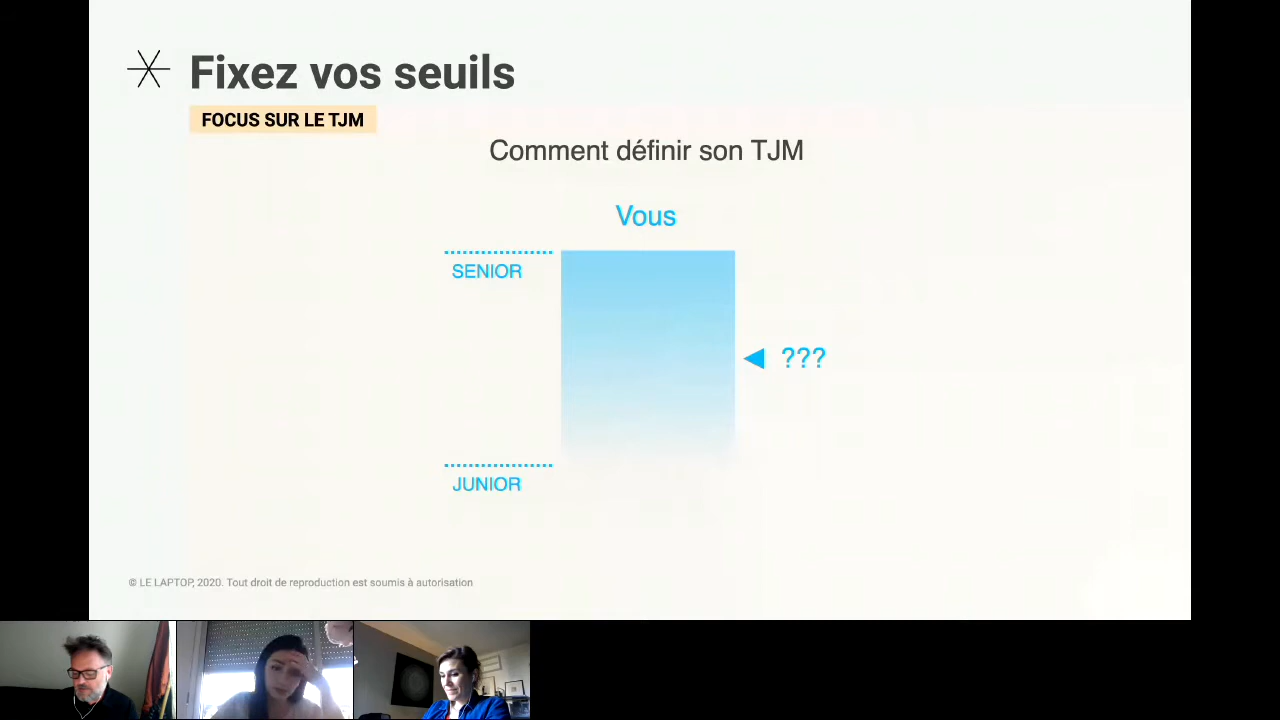 Fixez vos seuils
FOCUS SUR LE TJM
Comment définir son TJM
Vous
SENIOR
???
JUNIOR
© LE LAPTOP, 2020. Tout droit de reproduction est soumis à autorisation